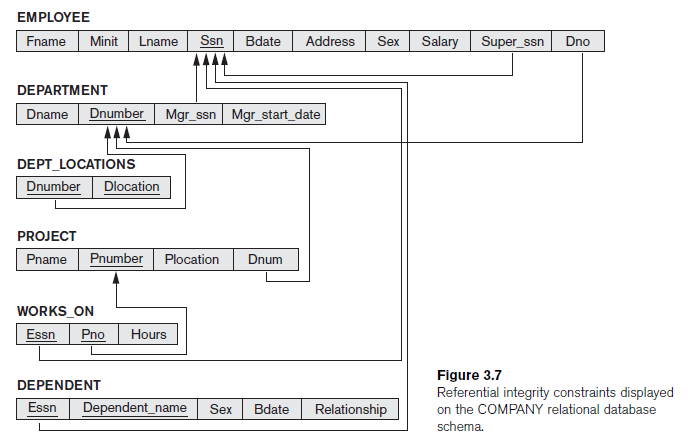 EMPLOYEE
Fname Minit Lname Ssn Bdate Address Sex Salary Super_ssn Dno
DEPARTMENT
Dname Dnumber Mgr_ssn Mgr_start_date
DEPT_LOCATIONS
Dnumber Dlocation
PROJECT
Pname Pnumber Plocation Dnum
WORKS_ON
Essn Pno Hours
DEPENDENT
Essn Dependent_name Sex Bdate Relationship
Figure 3.7
Referential integrity constraints displayed
on the COMPANY relational database
schema.